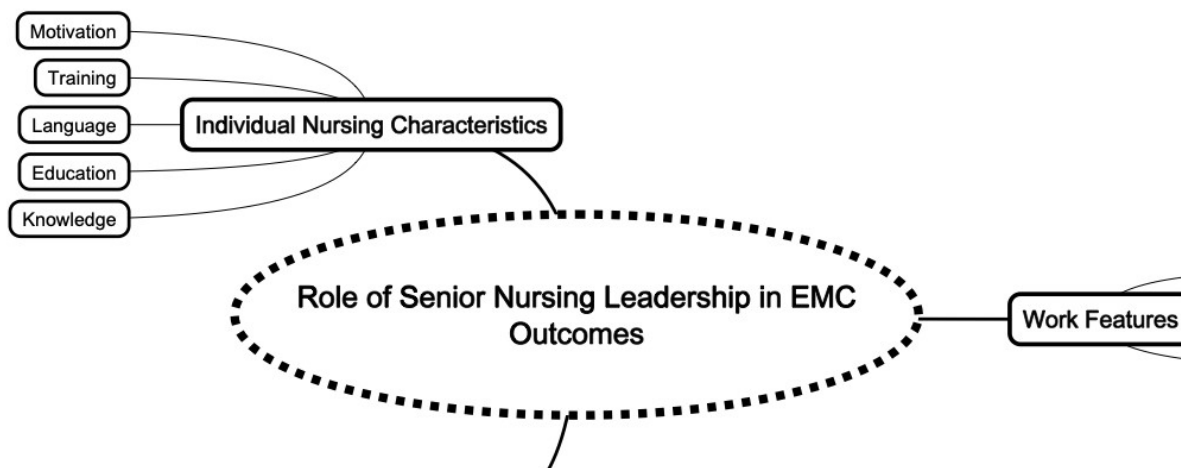 Motivation
Training
Language
Education
Knowledge
Individual Nursing Characteristics
Role of Senior Nursing Leadership in EMC
Outcomes
Work Features